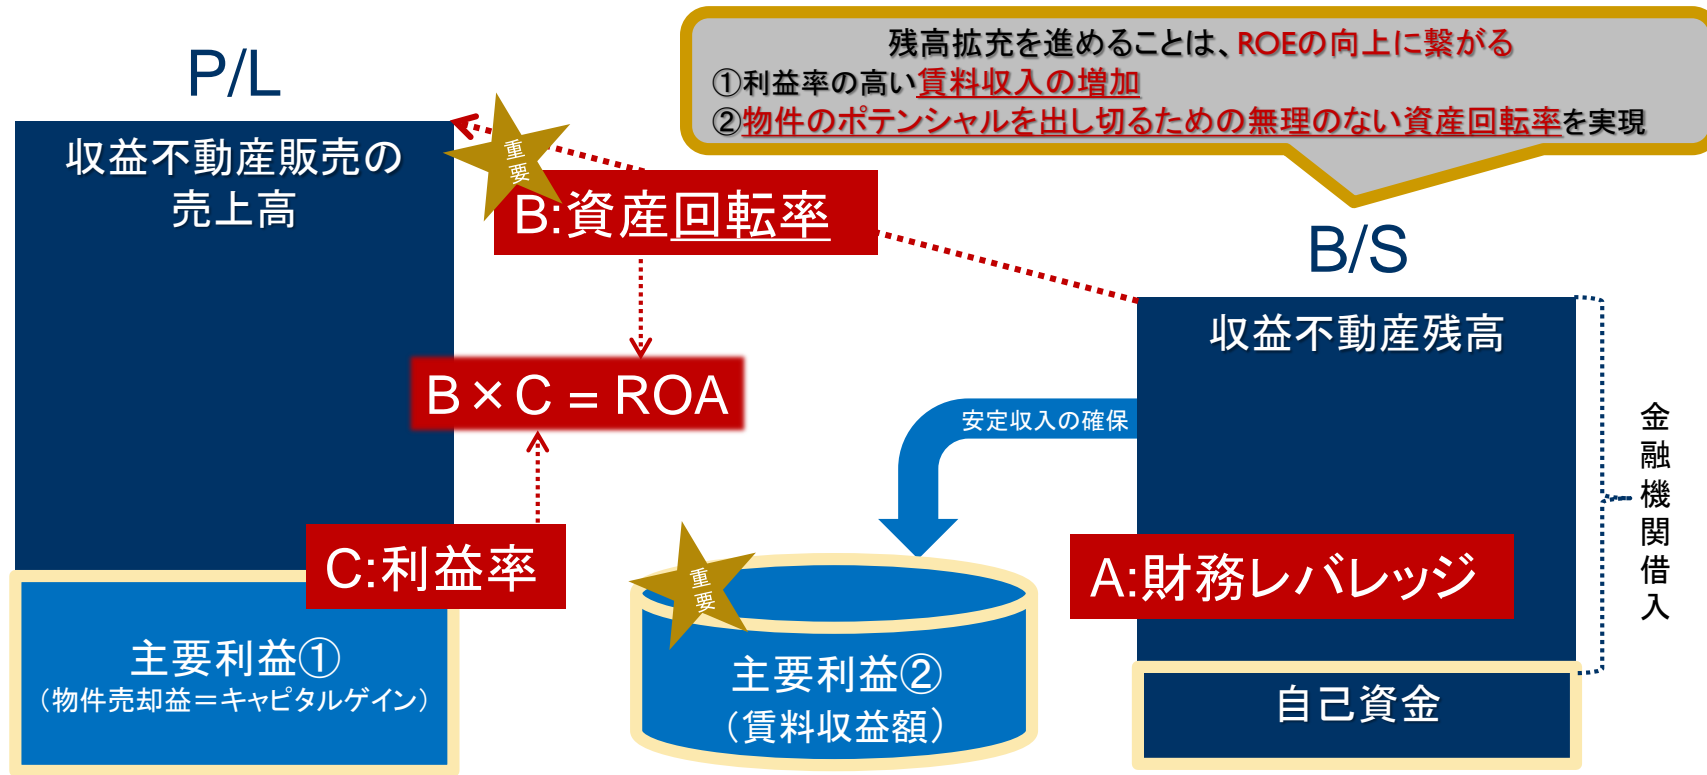 残高拡充を進めることは、ROEの向上に繋がる
①利益率の高い賃料収入の増加
②物件のポテンシャルを出し切るための無理のない資産回転率を実現
P/L
収益不動産販売の
売上高
重
要
B:資産回転率
B/S
収益不動産残高
B×C=ROA
安定収入の確保
金
融
機
関
借
入
C:利益率
A:財務レバレッジ
重
要
主要利益①
（物件売却益＝キャピタルゲイン）
主要利益②
（賃料収益額）
自己資金